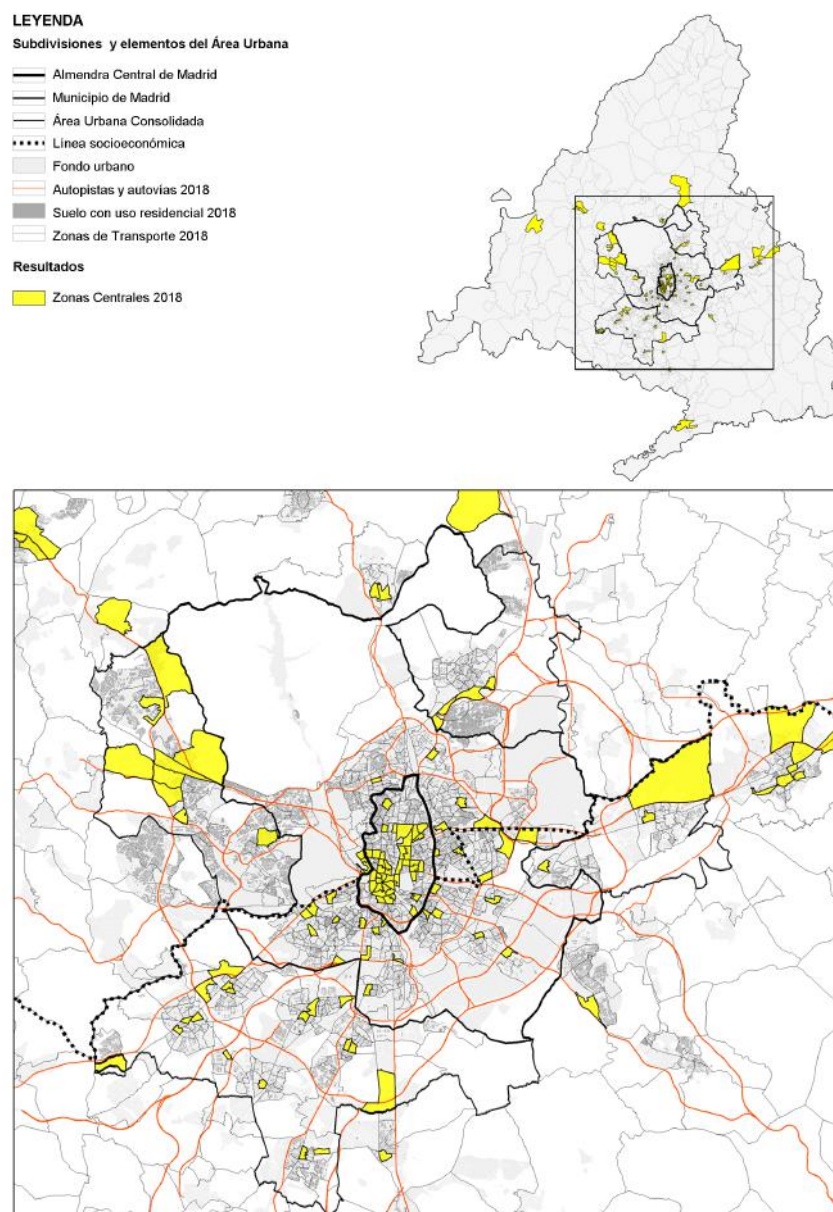 LEYENDA
Subdivisiones y elementos del Área Urbana
Almendra Central de Madrid
Municipio de Madrid
Área Urbana Consolidada
Línea socioeconómica
Fondo urbano
Autopistas y autovías 2018
Suelo con uso residencial 2018
Zonas de Transporte 2018
Resultados
Zonas Centrales 2018